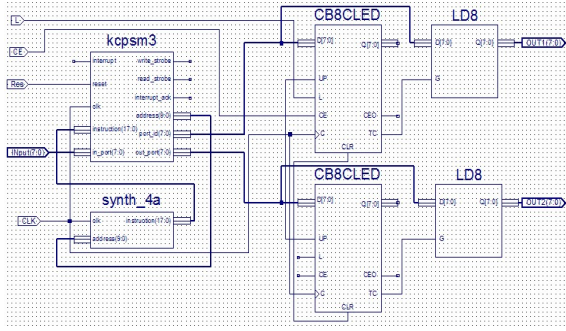 L
CE
Res
INput(7:0)
CLK
kcpsm3
interrupt
write_strobe
read_strobe
reset
interrupt_ack
clk
address(9:0)
instruction(17:0)
port_id(7:0)
in_port(7:0)
out_port(7:0)
synth_4a
clk
instruction(17:0)
address(9:0)
CB8CLED
D[7:0)
Q[7:0)
UP
L
CE
CEO
C
TC
CLR
LD8
D[7:0)
Q[7:0)
G
OUT1(7:0)
CB8CLED
D[7:0)
Q[7:0)
UP
L
CE
CEO
C
TC
CLR
LD8
D[7:0)
Q[7:0)
G
OUT2(7:0)